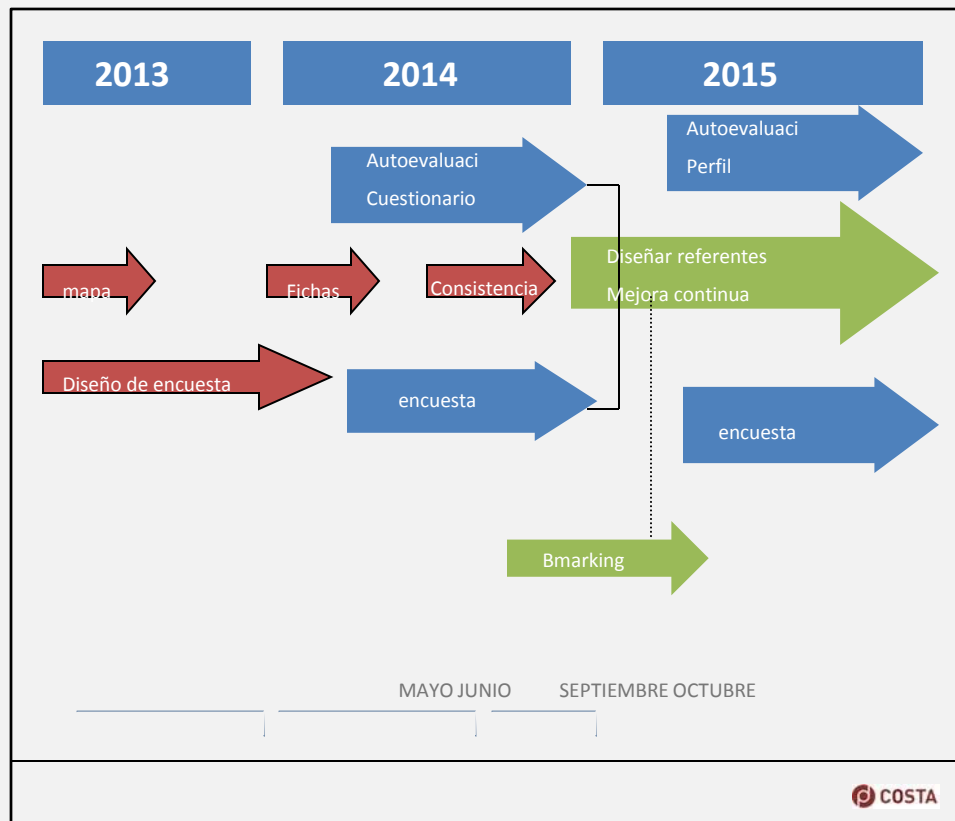 2013
2014
2015
Autoevaluaci
Perfil
Autoevaluaci
Cuestionario
mapa
Fichas
Consistencia
Diseñar referentes
Mejora continua
Diseño de encuesta
encuesta
encuesta
Bmarking
MAYO JUNIO
SEPTIEMBRE OCTUBRE
COSTA